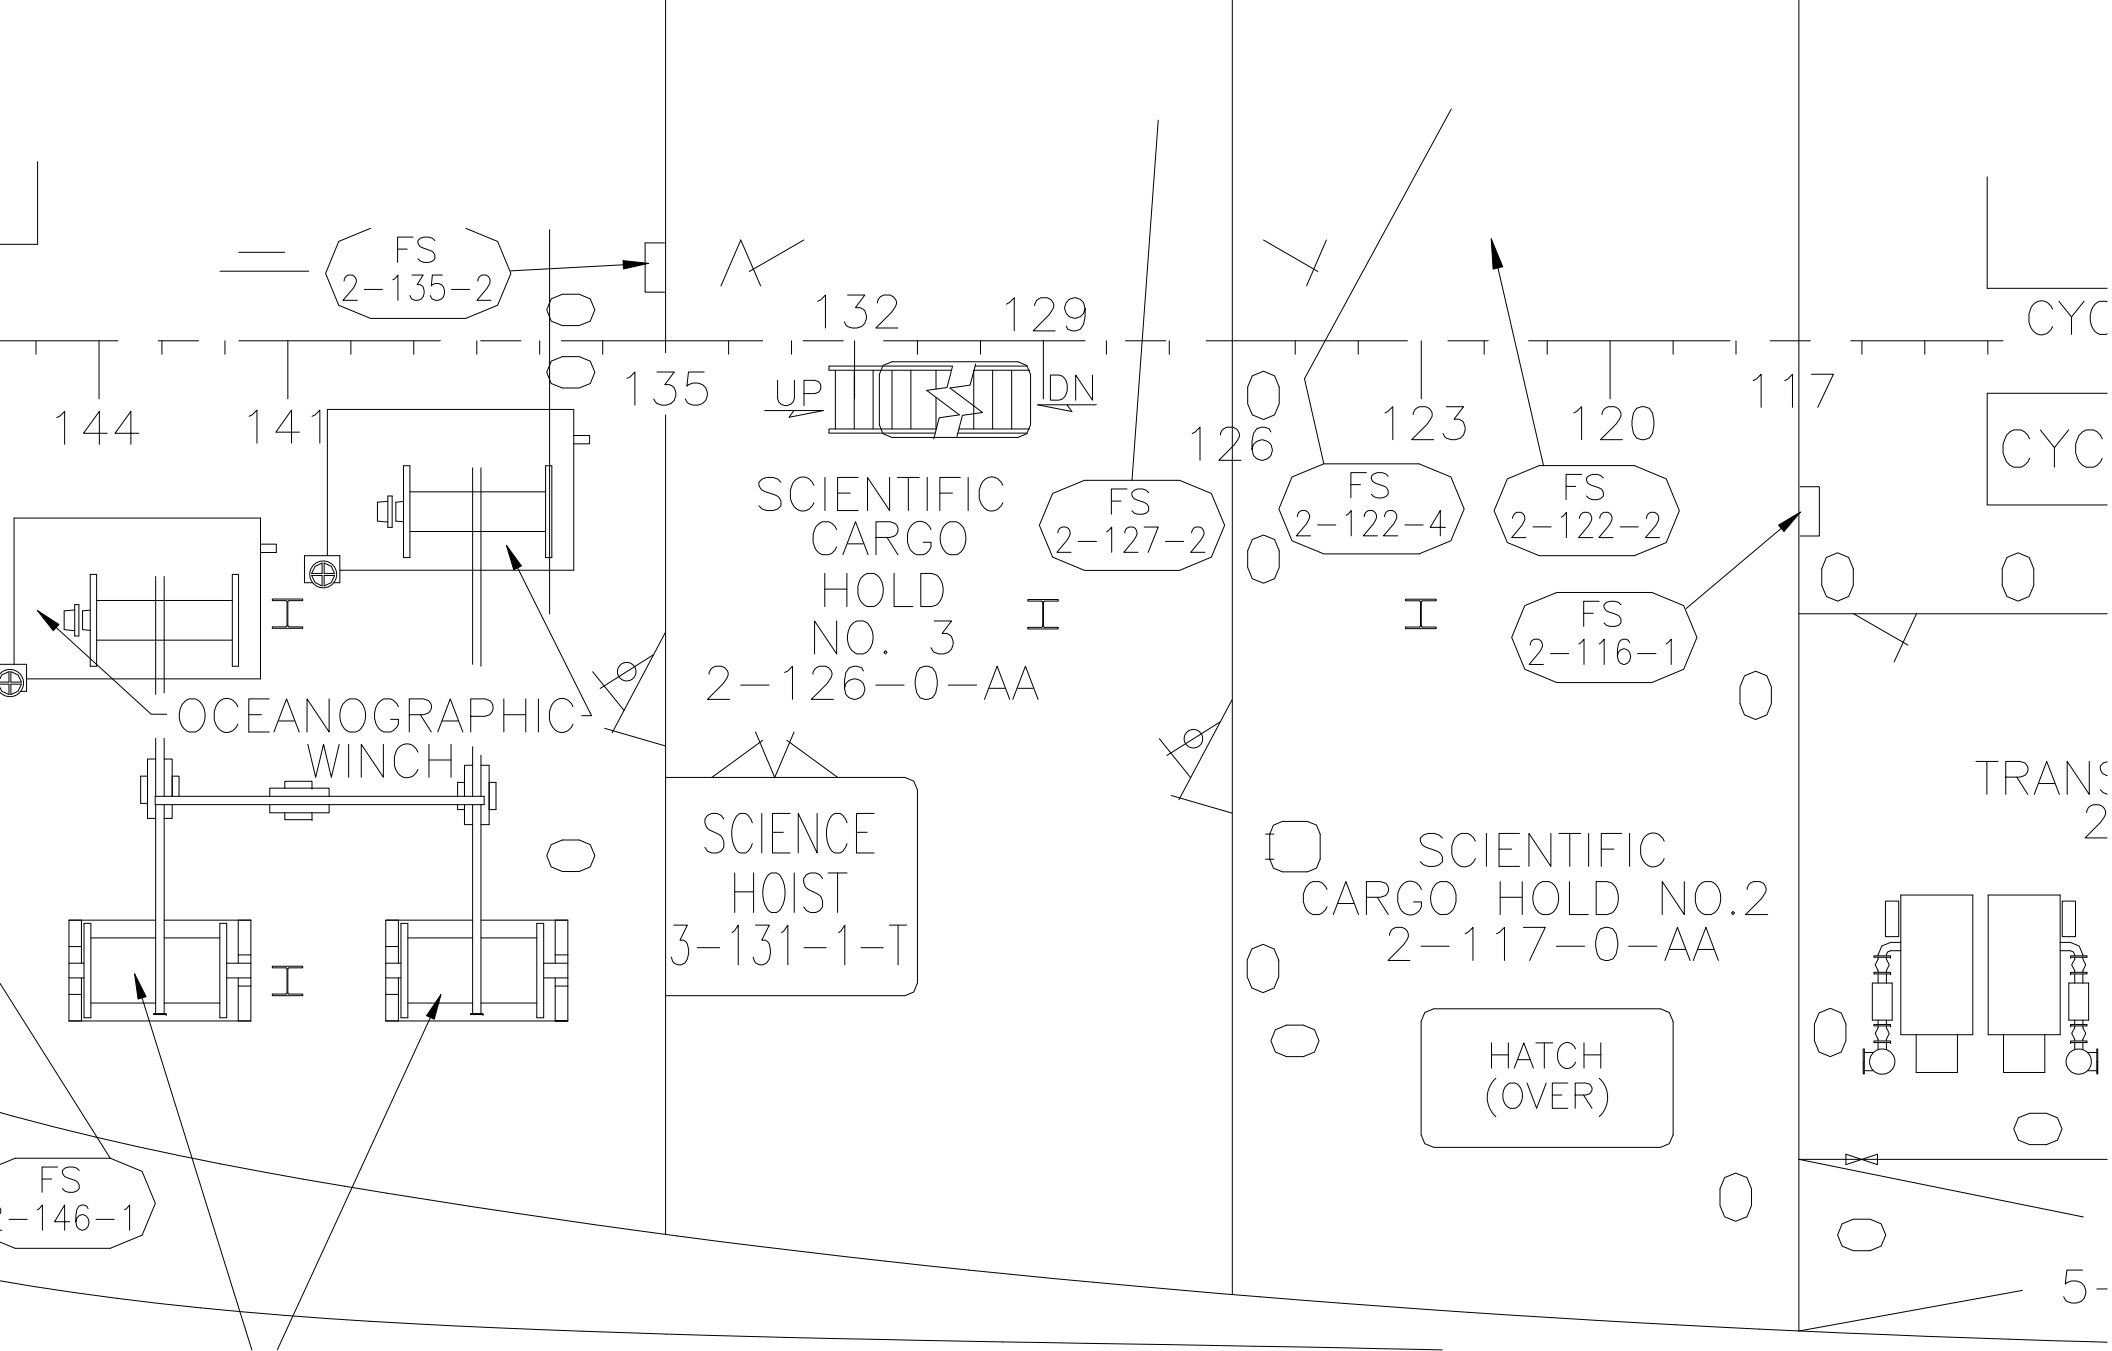 FS
2-135-2
132
129
CYC
135
UP
DN
117
144
141
126
123
120
CYC
SCIENTIFIC
CARGO
HOLD
NO. 3
2-126-0-AA
FS
2-127-2
FS
2-122-4
FS
2-122-2
FS
2-116-1
OCEANOGRAPHIC
WINCH
TRANS
2
SCIENCE
HOIST
3-131-1-T
SCIENTIFIC
CARGO HOLD NO.2
2-117-0-AA
HATCH
(OVER)
FS
2-146-1
5-